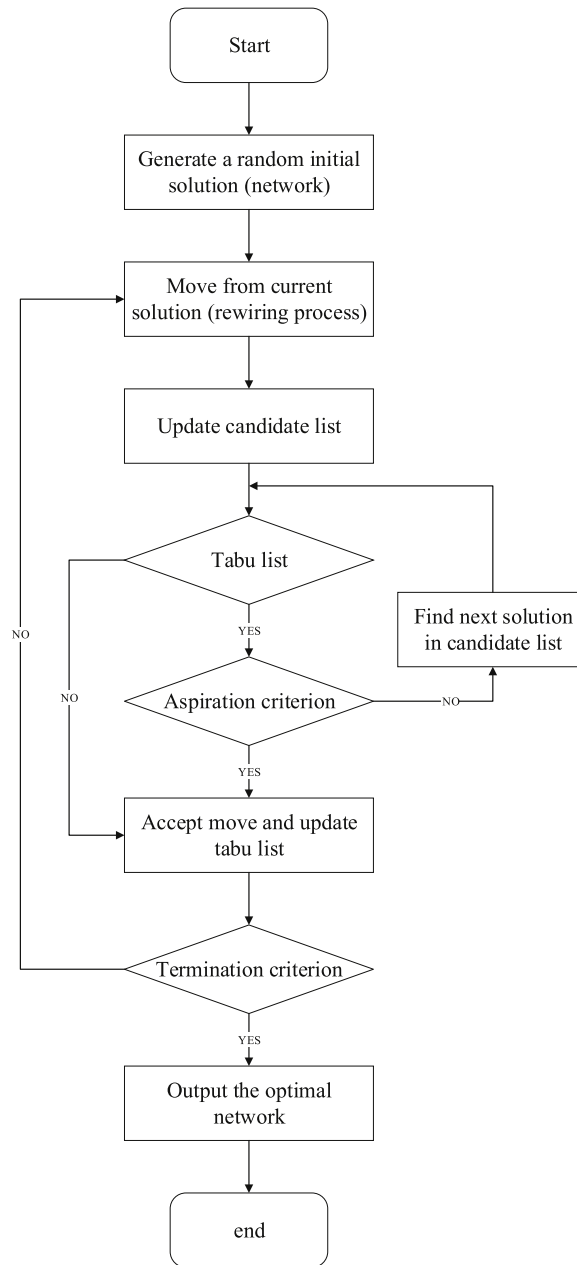 Start
Generate a random initial
solution (network)
Move from current
solution (rewiring process)
Update candidate list
Tabu list
Find next solution
in candidate list
NO
YES
NO
Aspiration criterion
NO
YES
Accept move and update
tabu list
Termination criterion
YES
Output the optimal
network
end